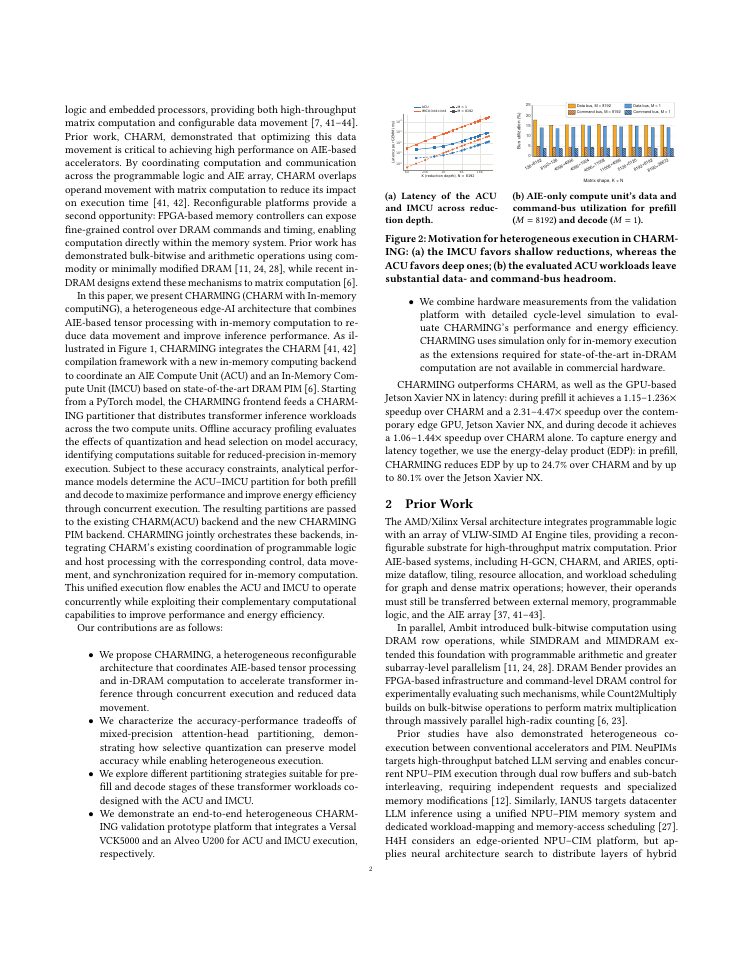 logic and embedded processors, providing both high-throughput
matrix computation and configurable data movement [7, 41–44].
Prior work, CHARM, demonstrated that optimizing this data
movement is critical to achieving high performance on AIE-based
accelerators. By coordinating computation and communication
across the programmable logic and AIE array, CHARM overlaps
operand movement with matrix computation to reduce its impact
on execution time [41, 42]. Reconfigurable platforms provide a
second opportunity: FPGA-based memory controllers can expose
fine-grained control over DRAM commands and timing, enabling
computation directly within the memory system. Prior work has
demonstrated bulk-bitwise and arithmetic operations using com-
modity or minimally modified DRAM [11, 24, 28], while recent in-
DRAM designs extend these mechanisms to matrix computation [6].
In this paper, we present CHARMING (CHARM with In-memory
computiNG), a heterogeneous edge-AI architecture that combines
AIE-based tensor processing with in-memory computation to re-
duce data movement and improve inference performance. As il-
lustrated in Figure 1, CHARMING integrates the CHARM [41, 42]
compilation framework with a new in-memory computing backend
to coordinate an AIE Compute Unit (ACU) and an In-Memory Com-
pute Unit (IMCU) based on state-of-the-art DRAM PIM [6]. Starting
from a PyTorch model, the CHARMING frontend feeds a CHARM-
ING partitioner that distributes transformer inference workloads
across the two compute units. Offline accuracy profiling evaluates
the effects of quantization and head selection on model accuracy,
identifying computations suitable for reduced-precision in-memory
execution. Subject to these accuracy constraints, analytical perfor-
mance models determine the ACU–IMCU partition for both prefill
and decode to maximize performance and improve energy efficiency
through concurrent execution. The resulting partitions are passed
to the existing CHARM(ACU) backend and the new CHARMING
PIM backend. CHARMING jointly orchestrates these backends, in-
tegrating CHARM's existing coordination of programmable logic
and host processing with the corresponding control, data move-
ment, and synchronization required for in-memory computation.
This unified execution flow enables the ACU and IMCU to operate
concurrently while exploiting their complementary computational
capabilities to improve performance and energy efficiency.
Our contributions are as follows:
• We propose CHARMING, a heterogeneous reconfigurable
architecture that coordinates AIE-based tensor processing
and in-DRAM computation to accelerate transformer in-
ference through concurrent execution and reduced data
movement.
• We characterize the accuracy-performance tradeoffs of
mixed-precision attention-head partitioning, demon-
strating how selective quantization can preserve model
accuracy while enabling heterogeneous execution.
• We explore different partitioning strategies suitable for pre-
fill and decode stages of these transformer workloads co-
designed with the ACU and IMCU.
• We demonstrate an end-to-end heterogeneous CHARM-
ING validation prototype platform that integrates a Versal
VCK5000 and an Alveo U200 for ACU and IMCU execution,
respectively.
Data bus, M = 8192
Data bus, M = 1
Command bus, M = 8192
Command bus, M = 1
Bus utilization (%)
Matrix shape, K × N
(a) Latency of the ACU
and IMCU across reduc-
tion depth.
(b) AIE-only compute unit's data and
command-bus utilization for prefill
(M = 8192) and decode (M = 1).
Figure 2: Motivation for heterogeneous execution in CHARM-
ING: (a) the IMCU favors shallow reductions, whereas the
ACU favors deep ones; (b) the evaluated ACU workloads leave
substantial data- and command-bus headroom.
• We combine hardware measurements from the validation
platform with detailed cycle-level simulation to eval-
uate CHARMING's performance and energy efficiency.
CHARMING uses simulation only for in-memory execution
as the extensions required for state-of-the-art in-DRAM
computation are not available in commercial hardware.
CHARMING outperforms CHARM, as well as the GPU-based
Jetson Xavier NX in latency: during prefill it achieves a 1.15–1.236×
speedup over CHARM and a 2.31–4.47× speedup over the contem-
porary edge GPU, Jetson Xavier NX, and during decode it achieves
a 1.06–1.44× speedup over CHARM alone. To capture energy and
latency together, we use the energy-delay product (EDP): in prefill,
CHARMING reduces EDP by up to 24.7% over CHARM and by up
to 80.1% over the Jetson Xavier NX.
2 Prior Work
The AMD/Xilinx Versal architecture integrates programmable logic
with an array of VLIW-SIMD AI Engine tiles, providing a recon-
figurable substrate for high-throughput matrix computation. Prior
AIE-based systems, including H-GCN, CHARM, and ARIES, opti-
mize dataflow, tiling, resource allocation, and workload scheduling
for graph and dense matrix operations; however, their operands
must still be transferred between external memory, programmable
logic, and the AIE array [37, 41–43].
In parallel, Ambit introduced bulk-bitwise computation using
DRAM row operations, while SIMDRAM and MIMDRAM ex-
tended this foundation with programmable arithmetic and greater
subarray-level parallelism [11, 24, 28]. DRAM Bender provides an
FPGA-based infrastructure and command-level DRAM control for
experimentally evaluating such mechanisms, while Count2Multiply
builds on bulk-bitwise operations to perform matrix multiplication
through massively parallel high-radix counting [6, 23].
Prior studies have also demonstrated heterogeneous co-
execution between conventional accelerators and PIM. NeuPIMs
targets high-throughput batched LLM serving and enables concur-
rent NPU–PIM execution through dual row buffers and sub-batch
interleaving, requiring independent requests and specialized
memory modifications [12]. Similarly, IANUS targets datacenter
LLM inference using a unified NPU–PIM memory system and
dedicated workload-mapping and memory-access scheduling [27].
H4H considers an edge-oriented NPU–CIM platform, but ap-
plies neural architecture search to distribute layers of hybrid
2